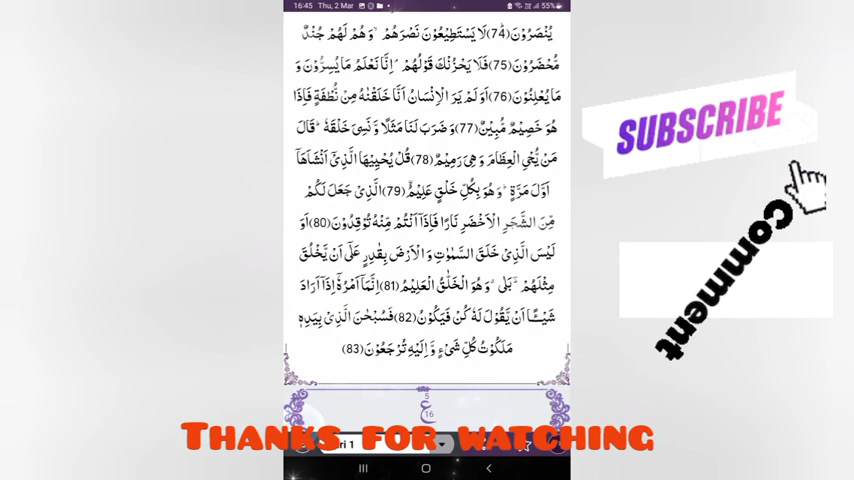 16:45 Thu, 2 Mar
55%
يُنْصَرُوْنَ(74) لَا يَسْتَطِيْعُوْنَ نَصْرَهُمْ ۙ وَهُمْ لَهُمْ جُنْدٌ
مُّحْضَرُوْنَ(75) فَلَا يَحْزُنْكَ قَوْلُهُمْ ۘ اِنَّا نَعْلَمُ مَا يُسِرُّوْنَ وَ
مَا يُعْلِنُوْنَ(76) اَوَ لَمْ يَرَ الْاِنْسَانُ اَنَّا خَلَقْنٰهُ مِنْ نُّطْفَةٍ فَاِذَا
هُوَ خَصِيْمٌ مُّبِيْنٌ(77) وَ ضَرَبَ لَنَا مَثَلًا وَّ نَسِیَ خَلْقَهٗ ؕ قَالَ
مَنْ یُّحْیِ الْعِظَامَ وَ هِیَ رَمِيْمٌ(78) قُلْ يُحْيِيْهَا الَّذِیْۤ اَنْشَاَهَاۤ
اَوَّلَ مَرَّةٍ ؕ وَ هُوَ بِكُلِّ خَلْقٍ عَلِيْمُ ۙ(79) الَّذِیْ جَعَلَ لَكُمْ
مِّنَ الشَّجَرِ الْاَخْضَرِ نَارًا فَاِذَاۤ اَنْتُمْ مِّنْهُ تُوْقِدُوْنَ(80) اَوَ
لَيْسَ الَّذِیْ خَلَقَ السَّمٰوٰتِ وَ الْاَرْضَ بِقٰدِرٍ عَلٰۤی اَنْ يَّخْلُقَ
مِثْلَهُمْ ؔؕ بَلٰی ۗ وَ هُوَ الْخَلّٰقُ الْعَلِيْمُ(81) اِنَّمَاۤ اَمْرُهٗۤ اِذَاۤ اَرَادَ
شَيْـًٔا اَنْ يَّقُوْلَ لَهٗ كُنْ فَيَكُوْنُ(82) فَسُبْحٰنَ الَّذِیْ بِيَدِهٖ
مَلَكُوْتُ كُلِّ شَیْءٍ وَّ اِلَيْهِ تُرْجَعُوْنَ(83)
5
ع
16
SUBSCRIBE
Comment
Thanks for watching